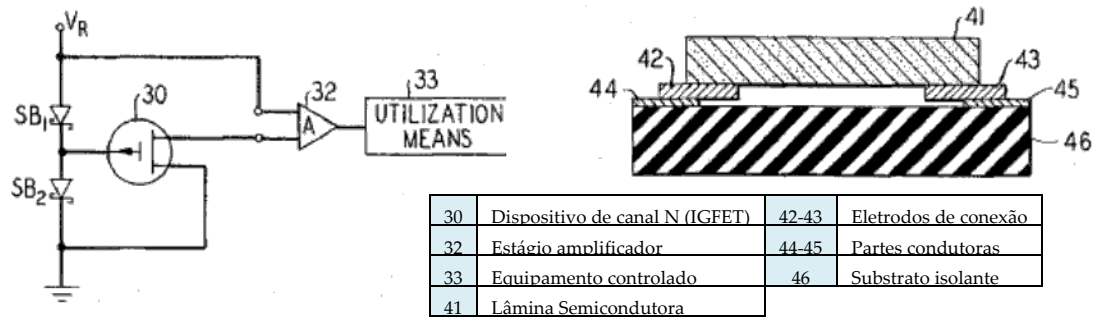 V_R
SB₁
SB₂
30
32
A
33
UTILIZATION
MEANS
41
42
43
44
45
46
30 Dispositivo de canal N (IGFET) 42-43 Eletrodos de conexão
32 Estágio amplificador 44-45 Partes condutoras
33 Equipamento controlado 46 Substrato isolante
41 Lâmina Semicondutora